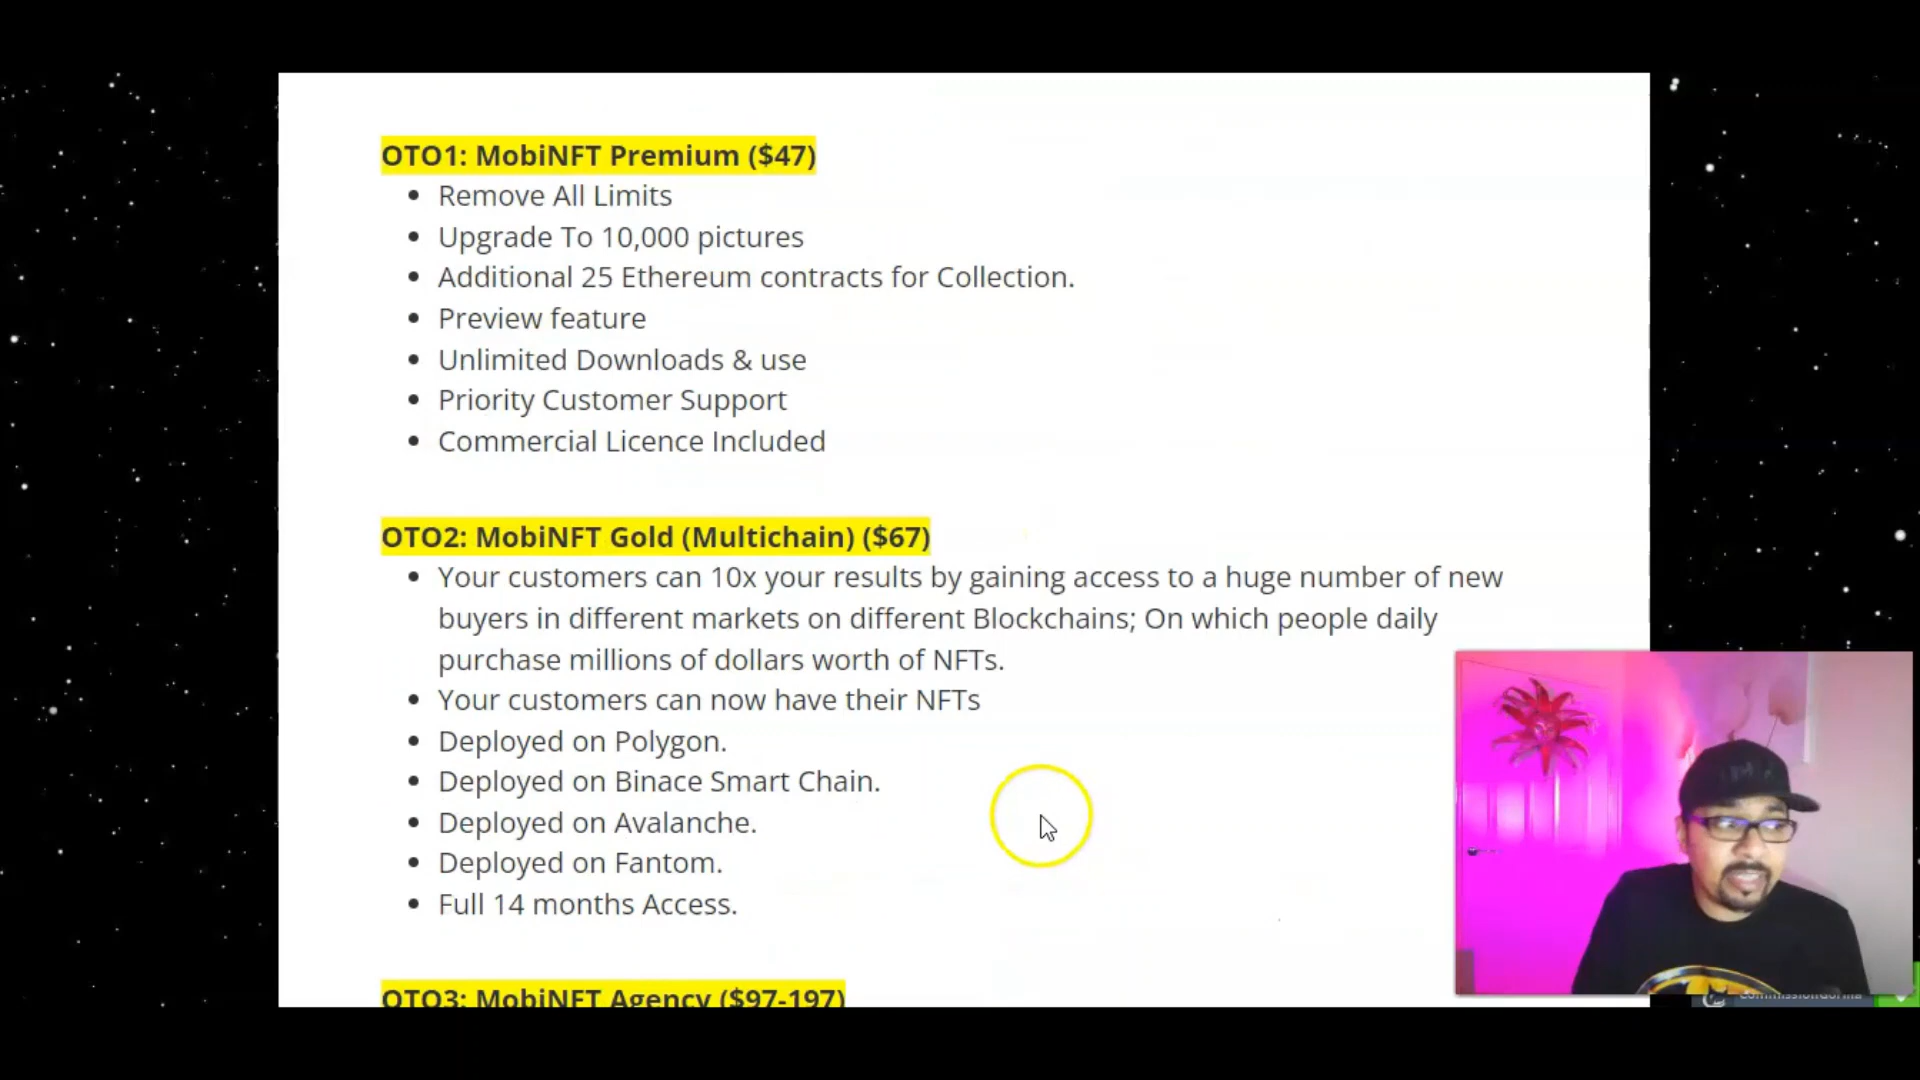 OTO1: MobiNFT Premium ($47)
• Remove All Limits
• Upgrade To 10,000 pictures
• Additional 25 Ethereum contracts for Collection.
• Preview feature
• Unlimited Downloads & use
• Priority Customer Support
• Commercial Licence Included
OTO2: MobiNFT Gold (Multichain) ($67)
• Your customers can 10x your results by gaining access to a huge number of new
buyers in different markets on different Blockchains; On which people daily
purchase millions of dollars worth of NFTs.
• Your customers can now have their NFTs
• Deployed on Polygon.
• Deployed on Binace Smart Chain.
• Deployed on Avalanche.
• Deployed on Fantom.
• Full 14 months Access.
OTO3: MobiNFT Agency ($97-197)